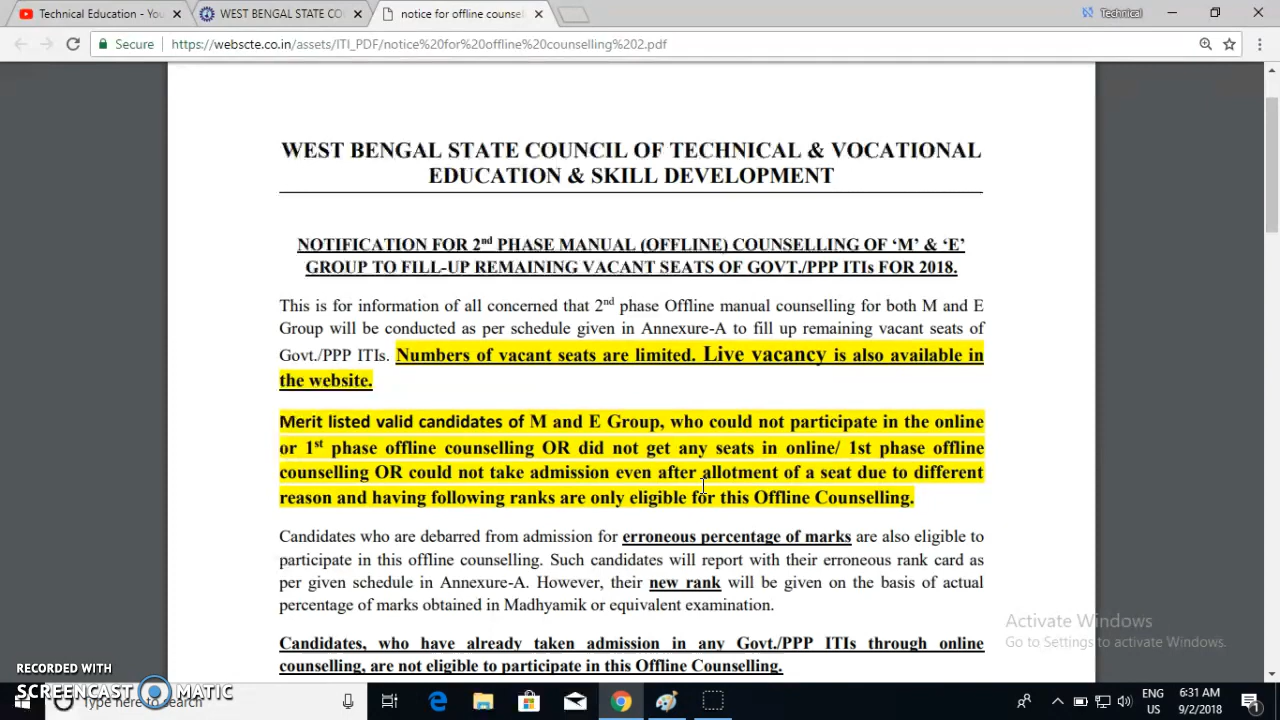 Technical Education - You
WEST BENGAL STATE CO
notice for offline counsel
Technical
Secure
https://webscte.co.in/assets/ITI_PDF/notice%20for%20offline%20counselling%202.pdf
WEST BENGAL STATE COUNCIL OF TECHNICAL & VOCATIONAL
EDUCATION & SKILL DEVELOPMENT
NOTIFICATION FOR 2nd PHASE MANUAL (OFFLINE) COUNSELLING OF ‘M’ & ‘E’
GROUP TO FILL-UP REMAINING VACANT SEATS OF GOVT./PPP ITIs FOR 2018.
This is for information of all concerned that 2nd phase Offline manual counselling for both M and E
Group will be conducted as per schedule given in Annexure-A to fill up remaining vacant seats of
Govt./PPP ITIs. Numbers of vacant seats are limited. Live vacancy is also available in
the website.
Merit listed valid candidates of M and E Group, who could not participate in the online
or 1st phase offline counselling OR did not get any seats in online/ 1st phase offline
counselling OR could not take admission even after allotment of a seat due to different
reason and having following ranks are only eligible for this Offline Counselling.
Candidates who are debarred from admission for erroneous percentage of marks are also eligible to
participate in this offline counselling. Such candidates will report with their erroneous rank card as
per given schedule in Annexure-A. However, their new rank will be given on the basis of actual
percentage of marks obtained in Madhyamik or equivalent examination.
Candidates, who have already taken admission in any Govt./PPP ITIs through online
counselling, are not eligible to participate in this Offline Counselling.
Activate Windows
Go to Settings to activate Windows.
RECORDED WITH
SCREENCAST MATIC
Type here to search
ENG
US
6:31 AM
9/2/2018
1